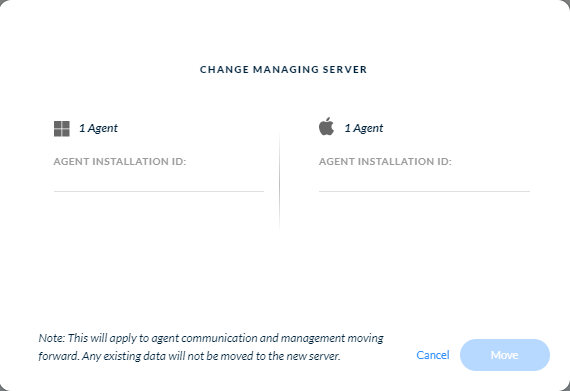 CHANGE MANAGING SERVER
1 Agent
AGENT INSTALLATION ID:
1 Agent
AGENT INSTALLATION ID:
Note: This will apply to agent communication and management moving
forward. Any existing data will not be moved to the new server.
Cancel
Move